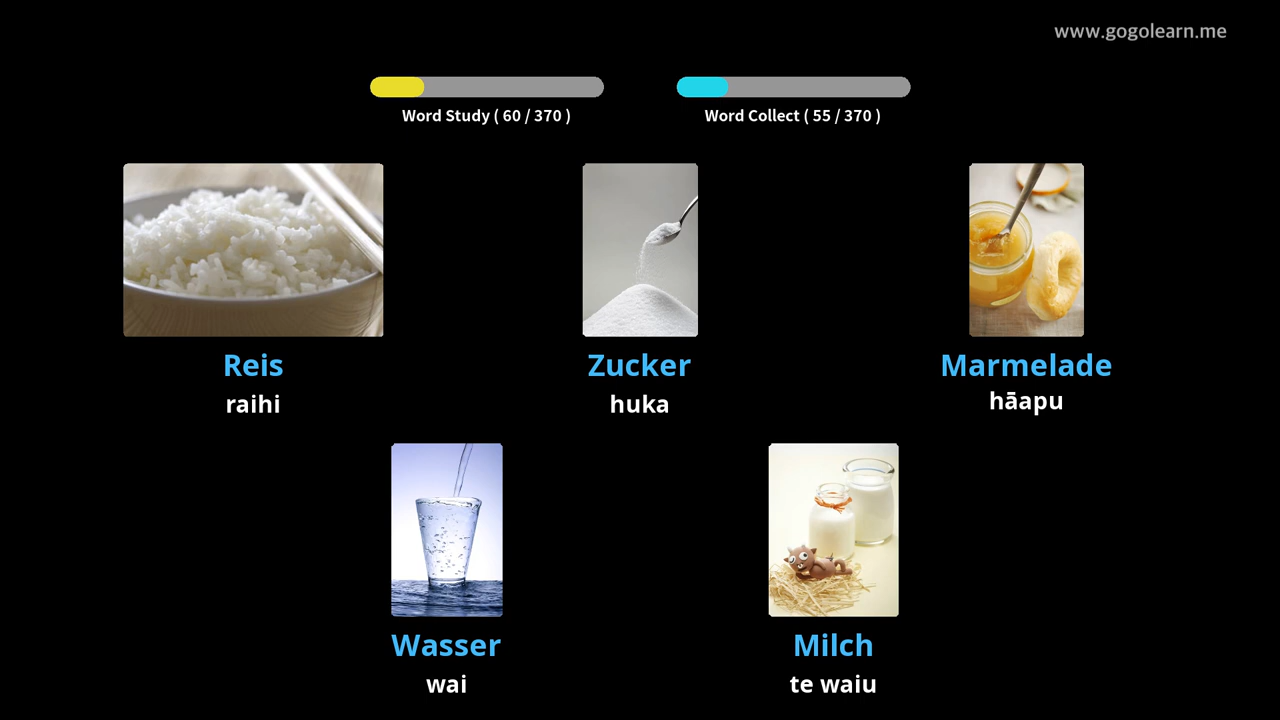 www.gogolearn.me
Word Study ( 60 / 370 )
Word Collect ( 55 / 370 )
Reis
raihi
Zucker
huka
Marmelade
hāapu
Wasser
wai
Milch
te waiu